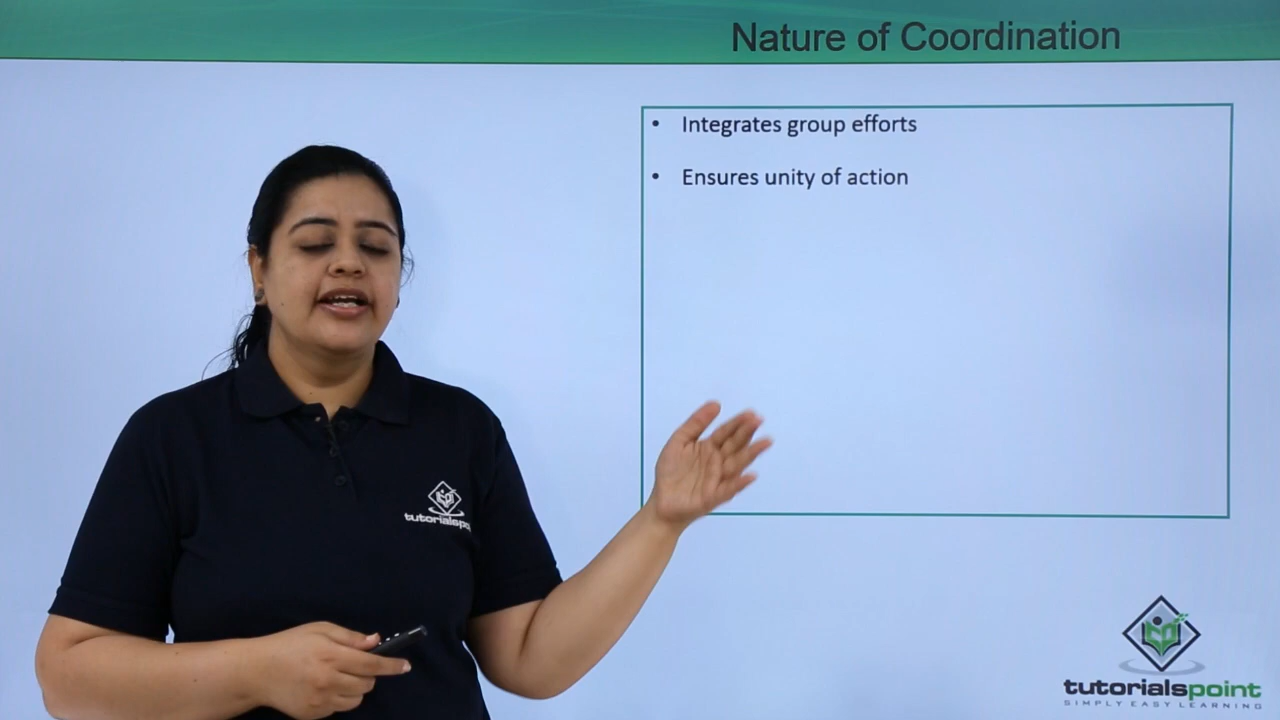 Nature of Coordination
• Integrates group efforts
• Ensures unity of action
tutorialspoint
tutorialspoint
SIMPLY EASY LEARNING